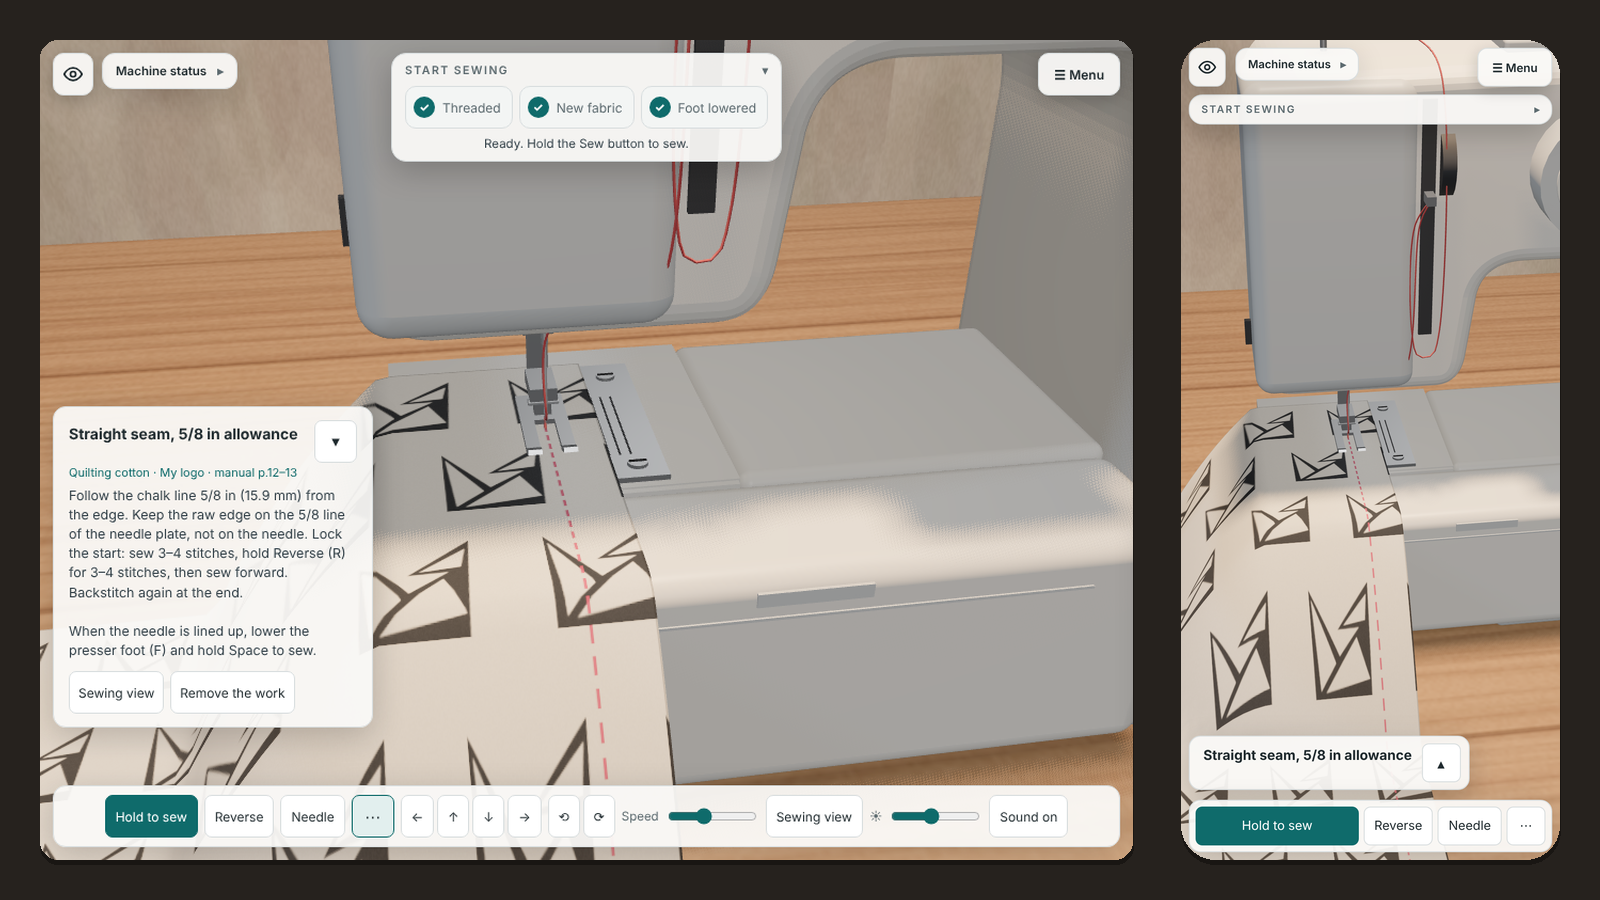 Machine status ▸
START SEWING ▾
Threaded
New fabric
Foot lowered
Ready. Hold the Sew button to sew.
☰ Menu
Straight seam, 5/8 in allowance ▼
Quilting cotton · My logo · manual p.12–13
Follow the chalk line 5/8 in (15.9 mm) from
the edge. Keep the raw edge on the 5/8 line
of the needle plate, not on the needle. Lock
the start: sew 3–4 stitches, hold Reverse (R)
for 3–4 stitches, then sew forward.
Backstitch again at the end.
When the needle is lined up, lower the
presser foot (F) and hold Space to sew.
Sewing view
Remove the work
Hold to sew
Reverse
Needle
···
← ↑ ↓ → ⟲ ⟳
Speed
Sewing view
☀
Sound on
Machine status ▸
☰ Menu
START SEWING ▸
Straight seam, 5/8 in allowance ▲
Hold to sew
Reverse
Needle
···